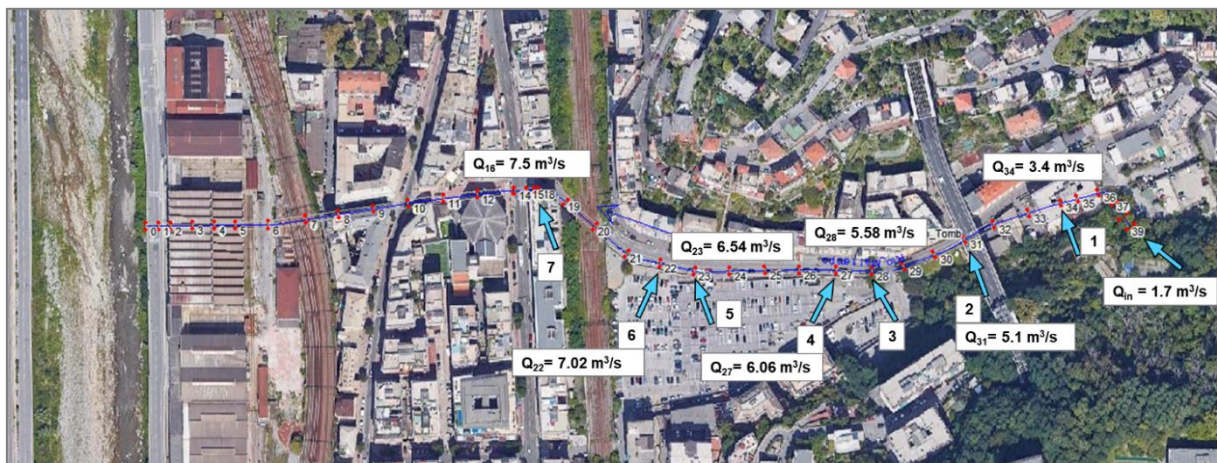 Q16 = 7.5 m³/s
Q34= 3.4 m³/s
Q23 = 6.54 m³/s
Q28 = 5.58 m³/s
Tomb
0 1 2 3 4 5 6 7 8 9 10 11 12 14 15 18 19 20 21 22 23 24 25 26 27 28 29 30 31 32 33 34 35 36 37 39
7
6
5
4
3
2
1
Qin = 1.7 m³/s
Q31= 5.1 m³/s
Q22= 7.02 m³/s
Q27= 6.06 m³/s